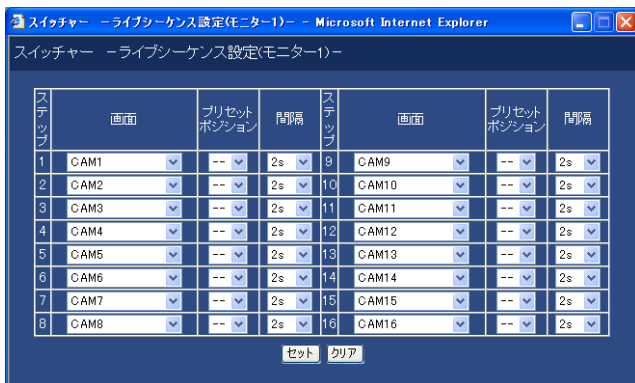 スイッチャー －ライブシーケンス設定(モニター1)－ - Microsoft Internet Explorer
スイッチャー －ライブシーケンス設定(モニター1)－
ステップ 画面 プリセットポジション 間隔 ステップ 画面 プリセットポジション 間隔
1 CAM1 -- 2s 9 CAM9 -- 2s
2 CAM2 -- 2s 10 CAM10 -- 2s
3 CAM3 -- 2s 11 CAM11 -- 2s
4 CAM4 -- 2s 12 CAM12 -- 2s
5 CAM5 -- 2s 13 CAM13 -- 2s
6 CAM6 -- 2s 14 CAM14 -- 2s
7 CAM7 -- 2s 15 CAM15 -- 2s
8 CAM8 -- 2s 16 CAM16 -- 2s
セット クリア